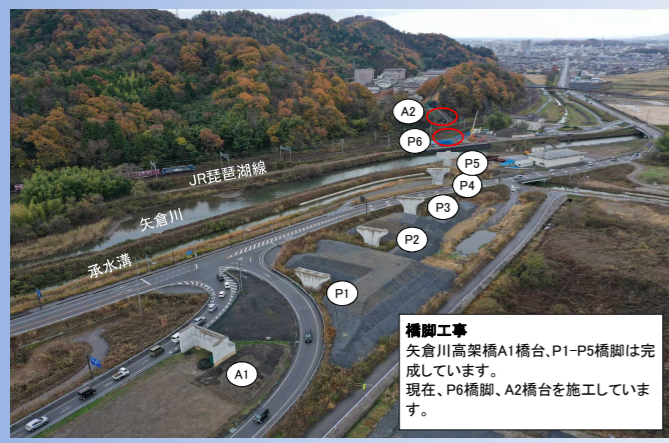 A2
P6
P5
JR琵琶湖線
P4
P3
矢倉川
P2
承水溝
P1
橋脚工事
矢倉川高架橋A1橋台、P1-P5橋脚は完
成しています。
現在、P6橋脚、A2橋台を施工していま
す。
A1